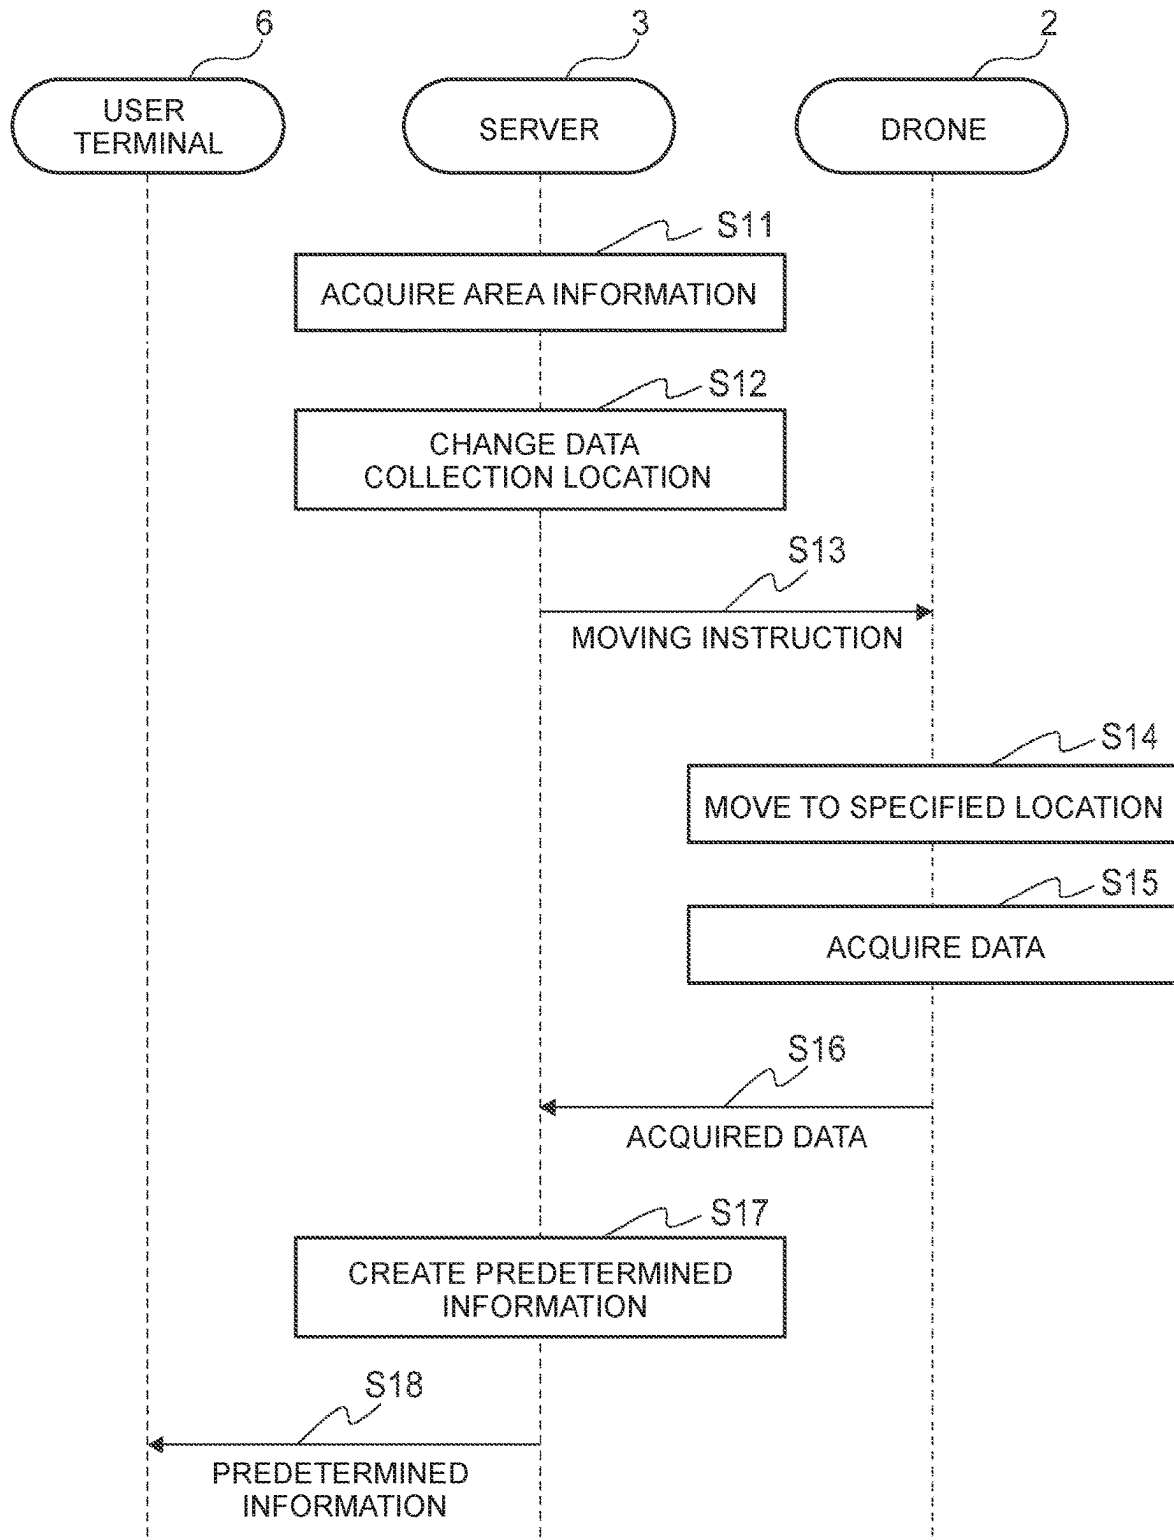 6
3
2
USER
TERMINAL
SERVER
DRONE
S11
ACQUIRE AREA INFORMATION
S12
CHANGE DATA
COLLECTION LOCATION
S13
MOVING INSTRUCTION
S14
MOVE TO SPECIFIED LOCATION
S15
ACQUIRE DATA
S16
ACQUIRED DATA
S17
CREATE PREDETERMINED
INFORMATION
S18
PREDETERMINED
INFORMATION